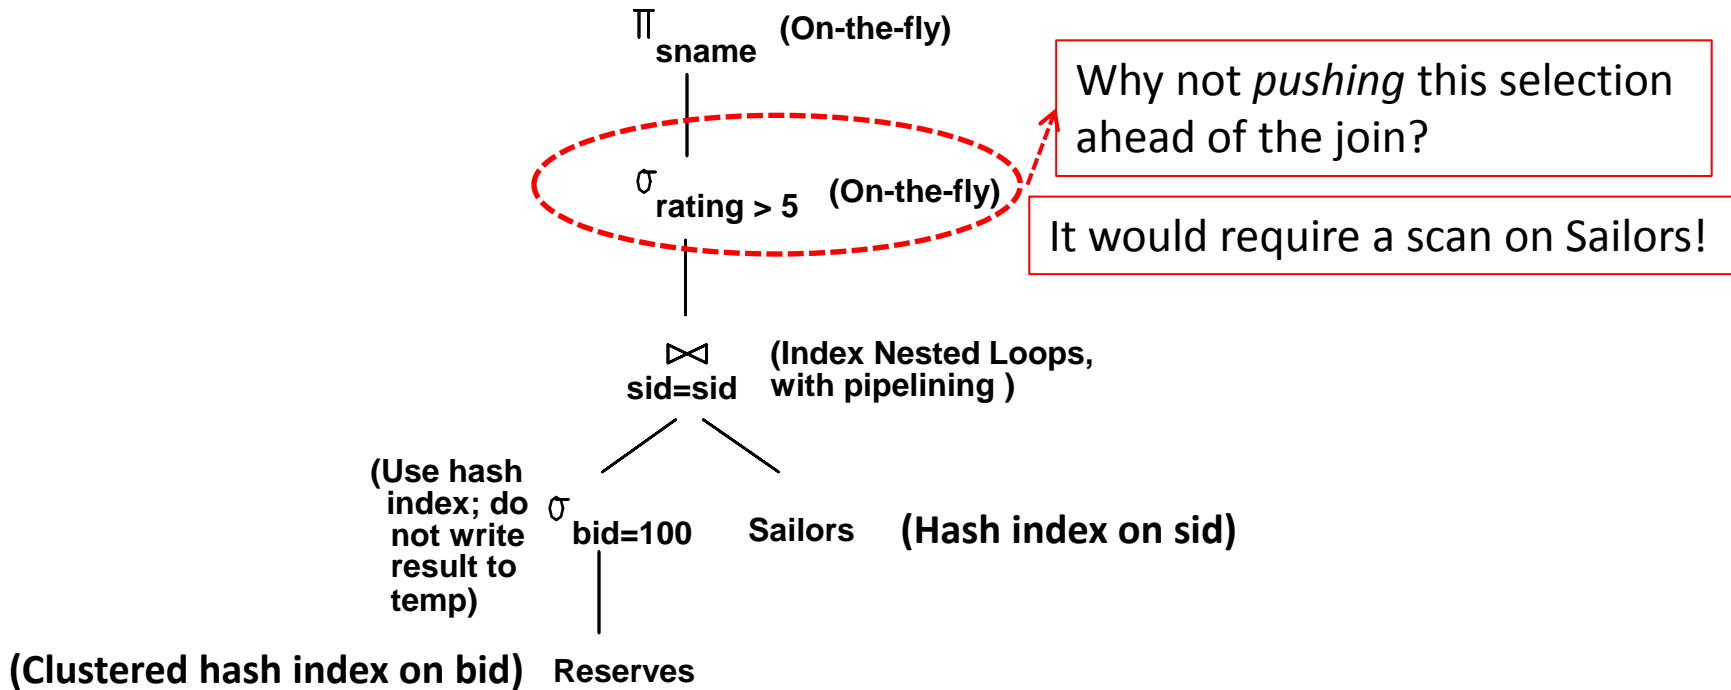 π sname (On-the-fly)
Why not pushing this selection
ahead of the join?
σ rating > 5 (On-the-fly)
It would require a scan on Sailors!
⋈ (Index Nested Loops,
sid=sid with pipelining )
(Use hash
index; do
not write
result to
temp)
σ bid=100
Sailors (Hash index on sid)
(Clustered hash index on bid) Reserves